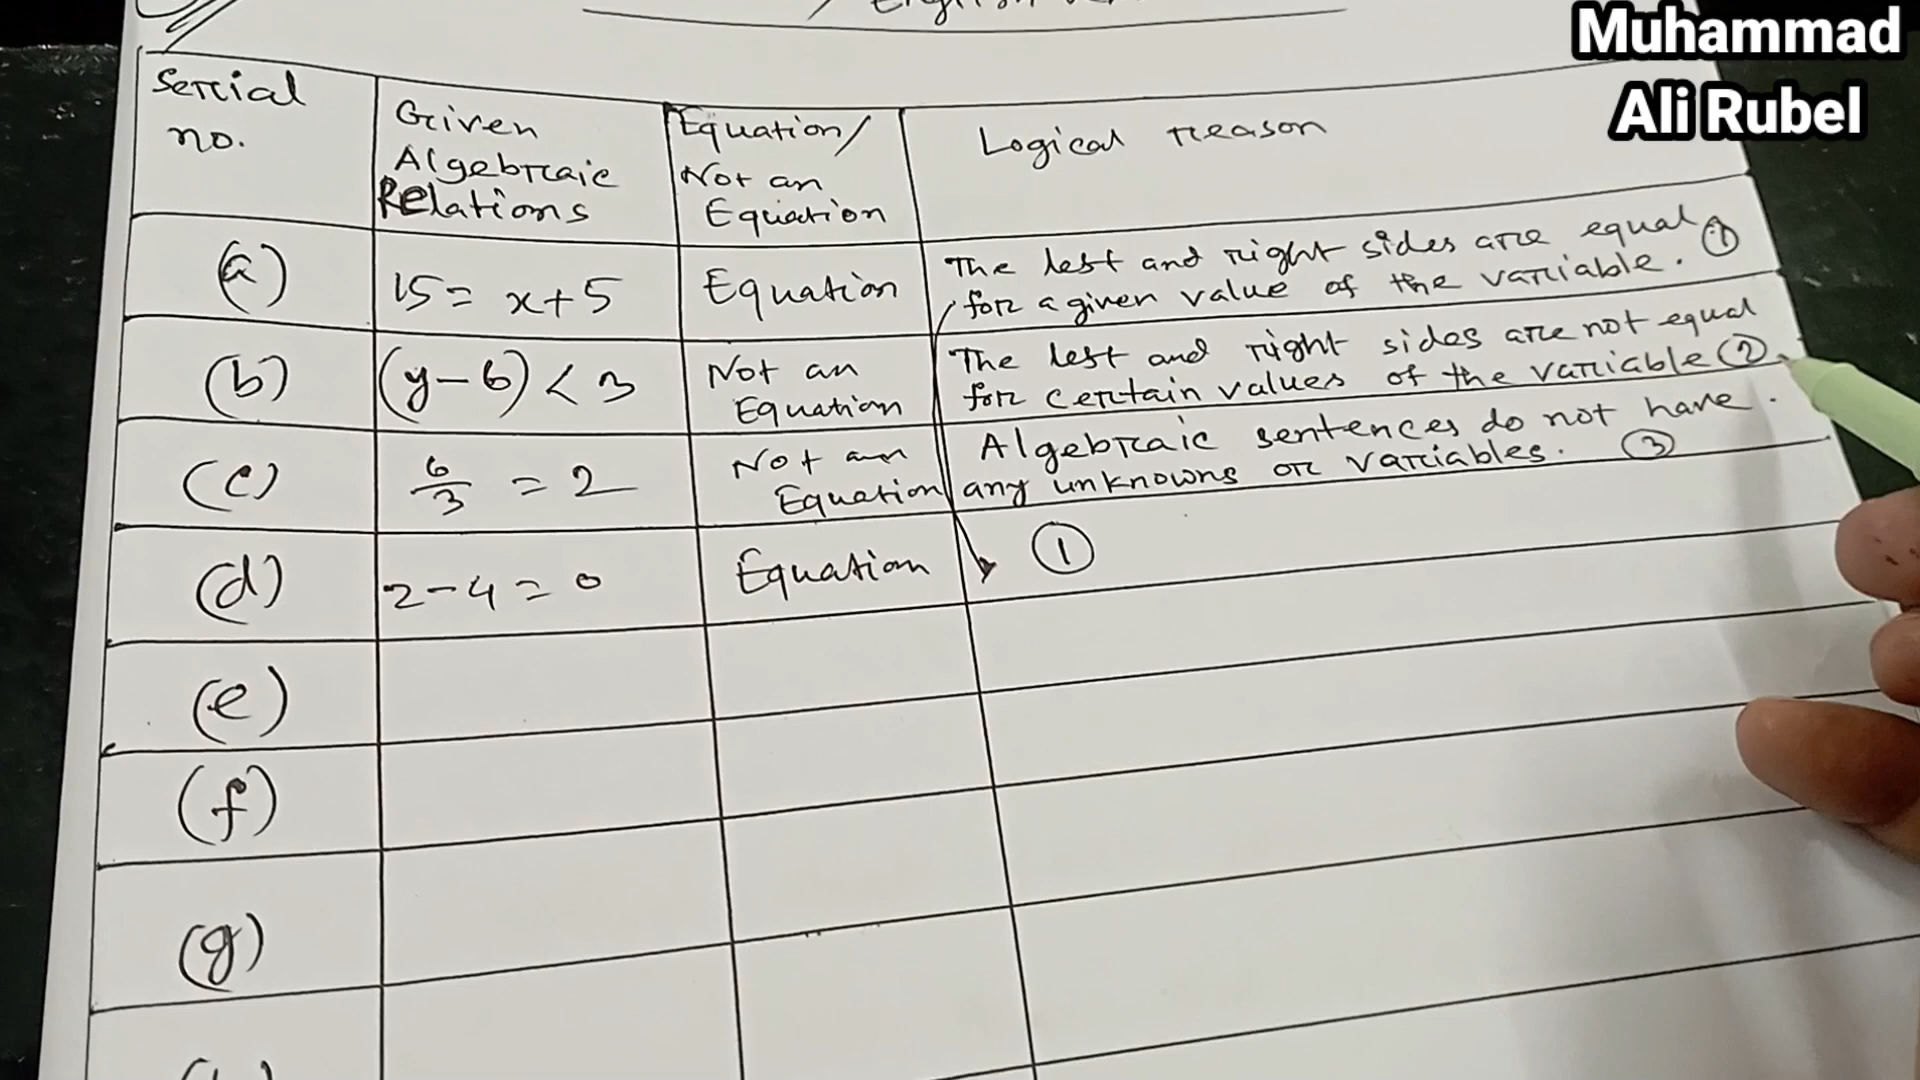 English
Muhammad
Ali Rubel
Serial
no.
Given
Algebraic
Relations
Equation/
Not an
Equation
Logical reason
(a)
15 = x + 5
Equation
The left and right sides are equal
for a given value of the variable. ①
(b)
(y - 6) < 3
Not an
Equation
The left and right sides are not equal
for certain values of the variable ②
(c)
6/3 = 2
Not an
Equation
Algebraic sentences do not have
any unknowns or variables. ③
(d)
2 - 4 = 0
Equation
①
(e)
(f)
(g)